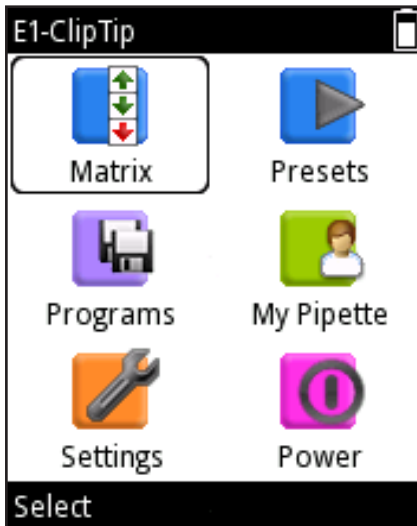 E1-ClipTip
Matrix
Presets
Programs
My Pipette
Settings
Power
Select